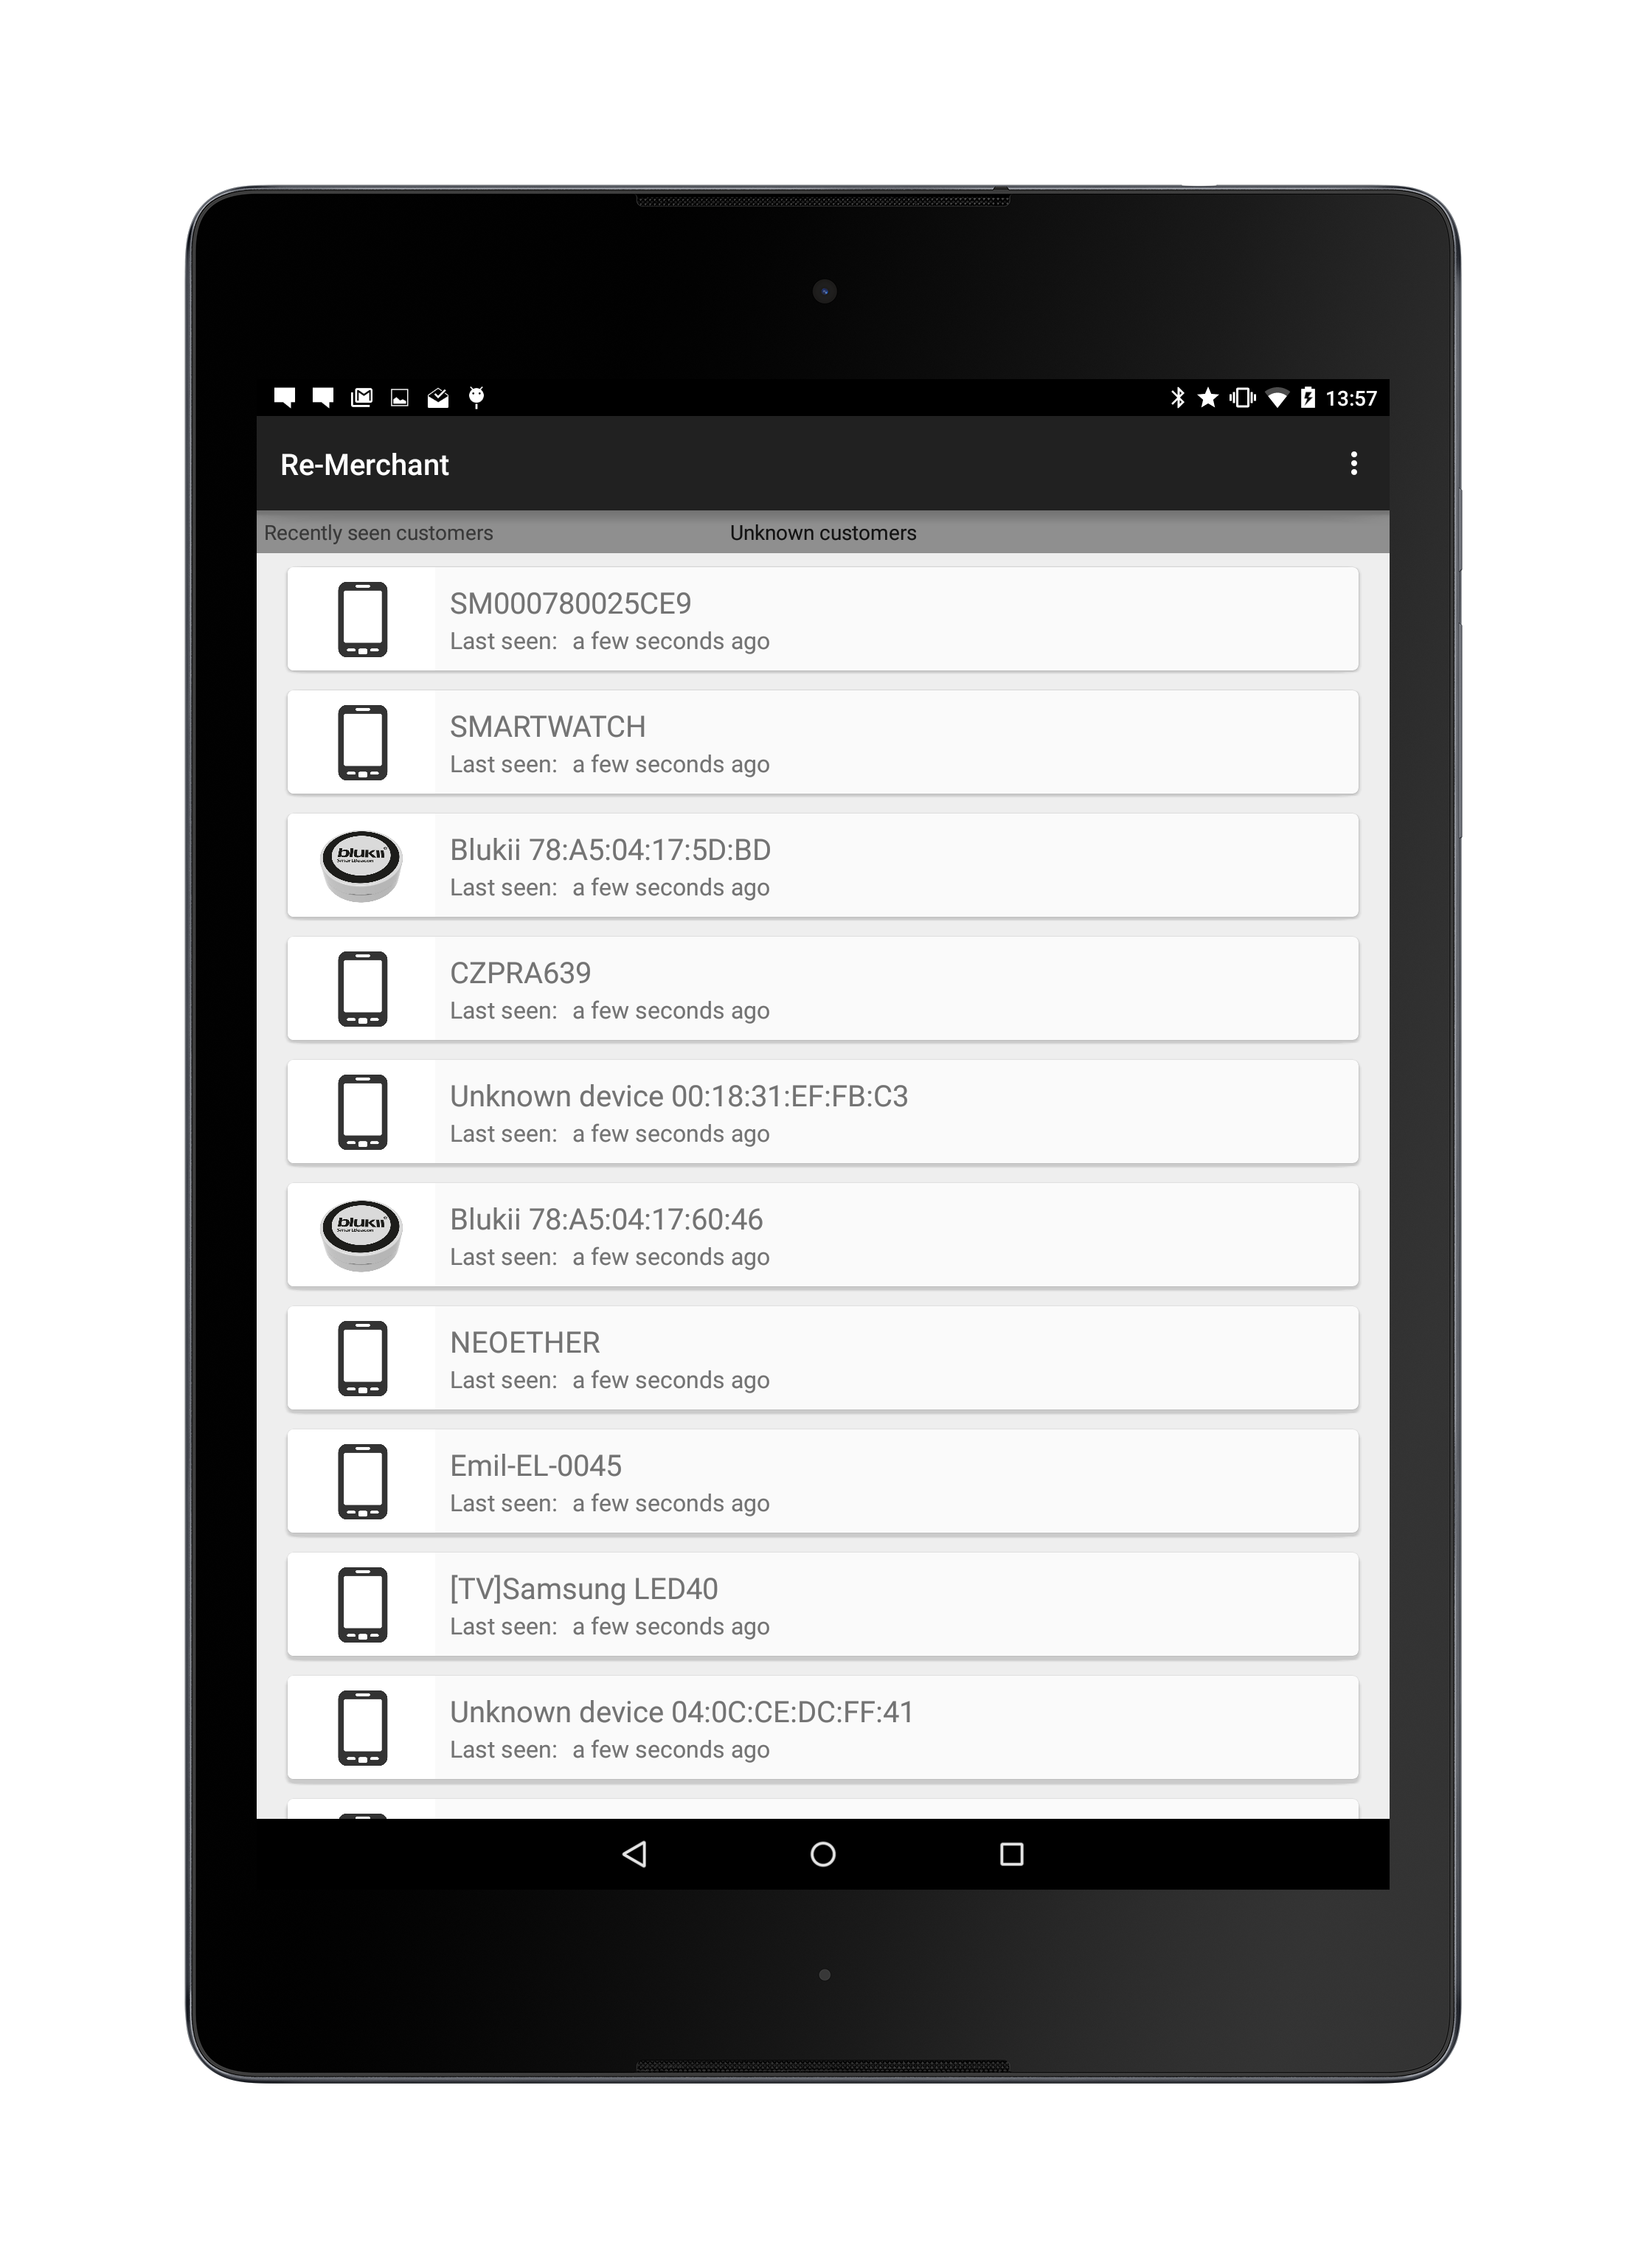 13:57
Re-Merchant
Recently seen customers Unknown customers
SM000780025CE9
Last seen: a few seconds ago
SMARTWATCH
Last seen: a few seconds ago
blukii
SmartBeacon
Blukii 78:A5:04:17:5D:BD
Last seen: a few seconds ago
CZPRA639
Last seen: a few seconds ago
Unknown device 00:18:31:EF:FB:C3
Last seen: a few seconds ago
blukii
SmartBeacon
Blukii 78:A5:04:17:60:46
Last seen: a few seconds ago
NEOETHER
Last seen: a few seconds ago
Emil-EL-0045
Last seen: a few seconds ago
[TV]Samsung LED40
Last seen: a few seconds ago
Unknown device 04:0C:CE:DC:FF:41
Last seen: a few seconds ago